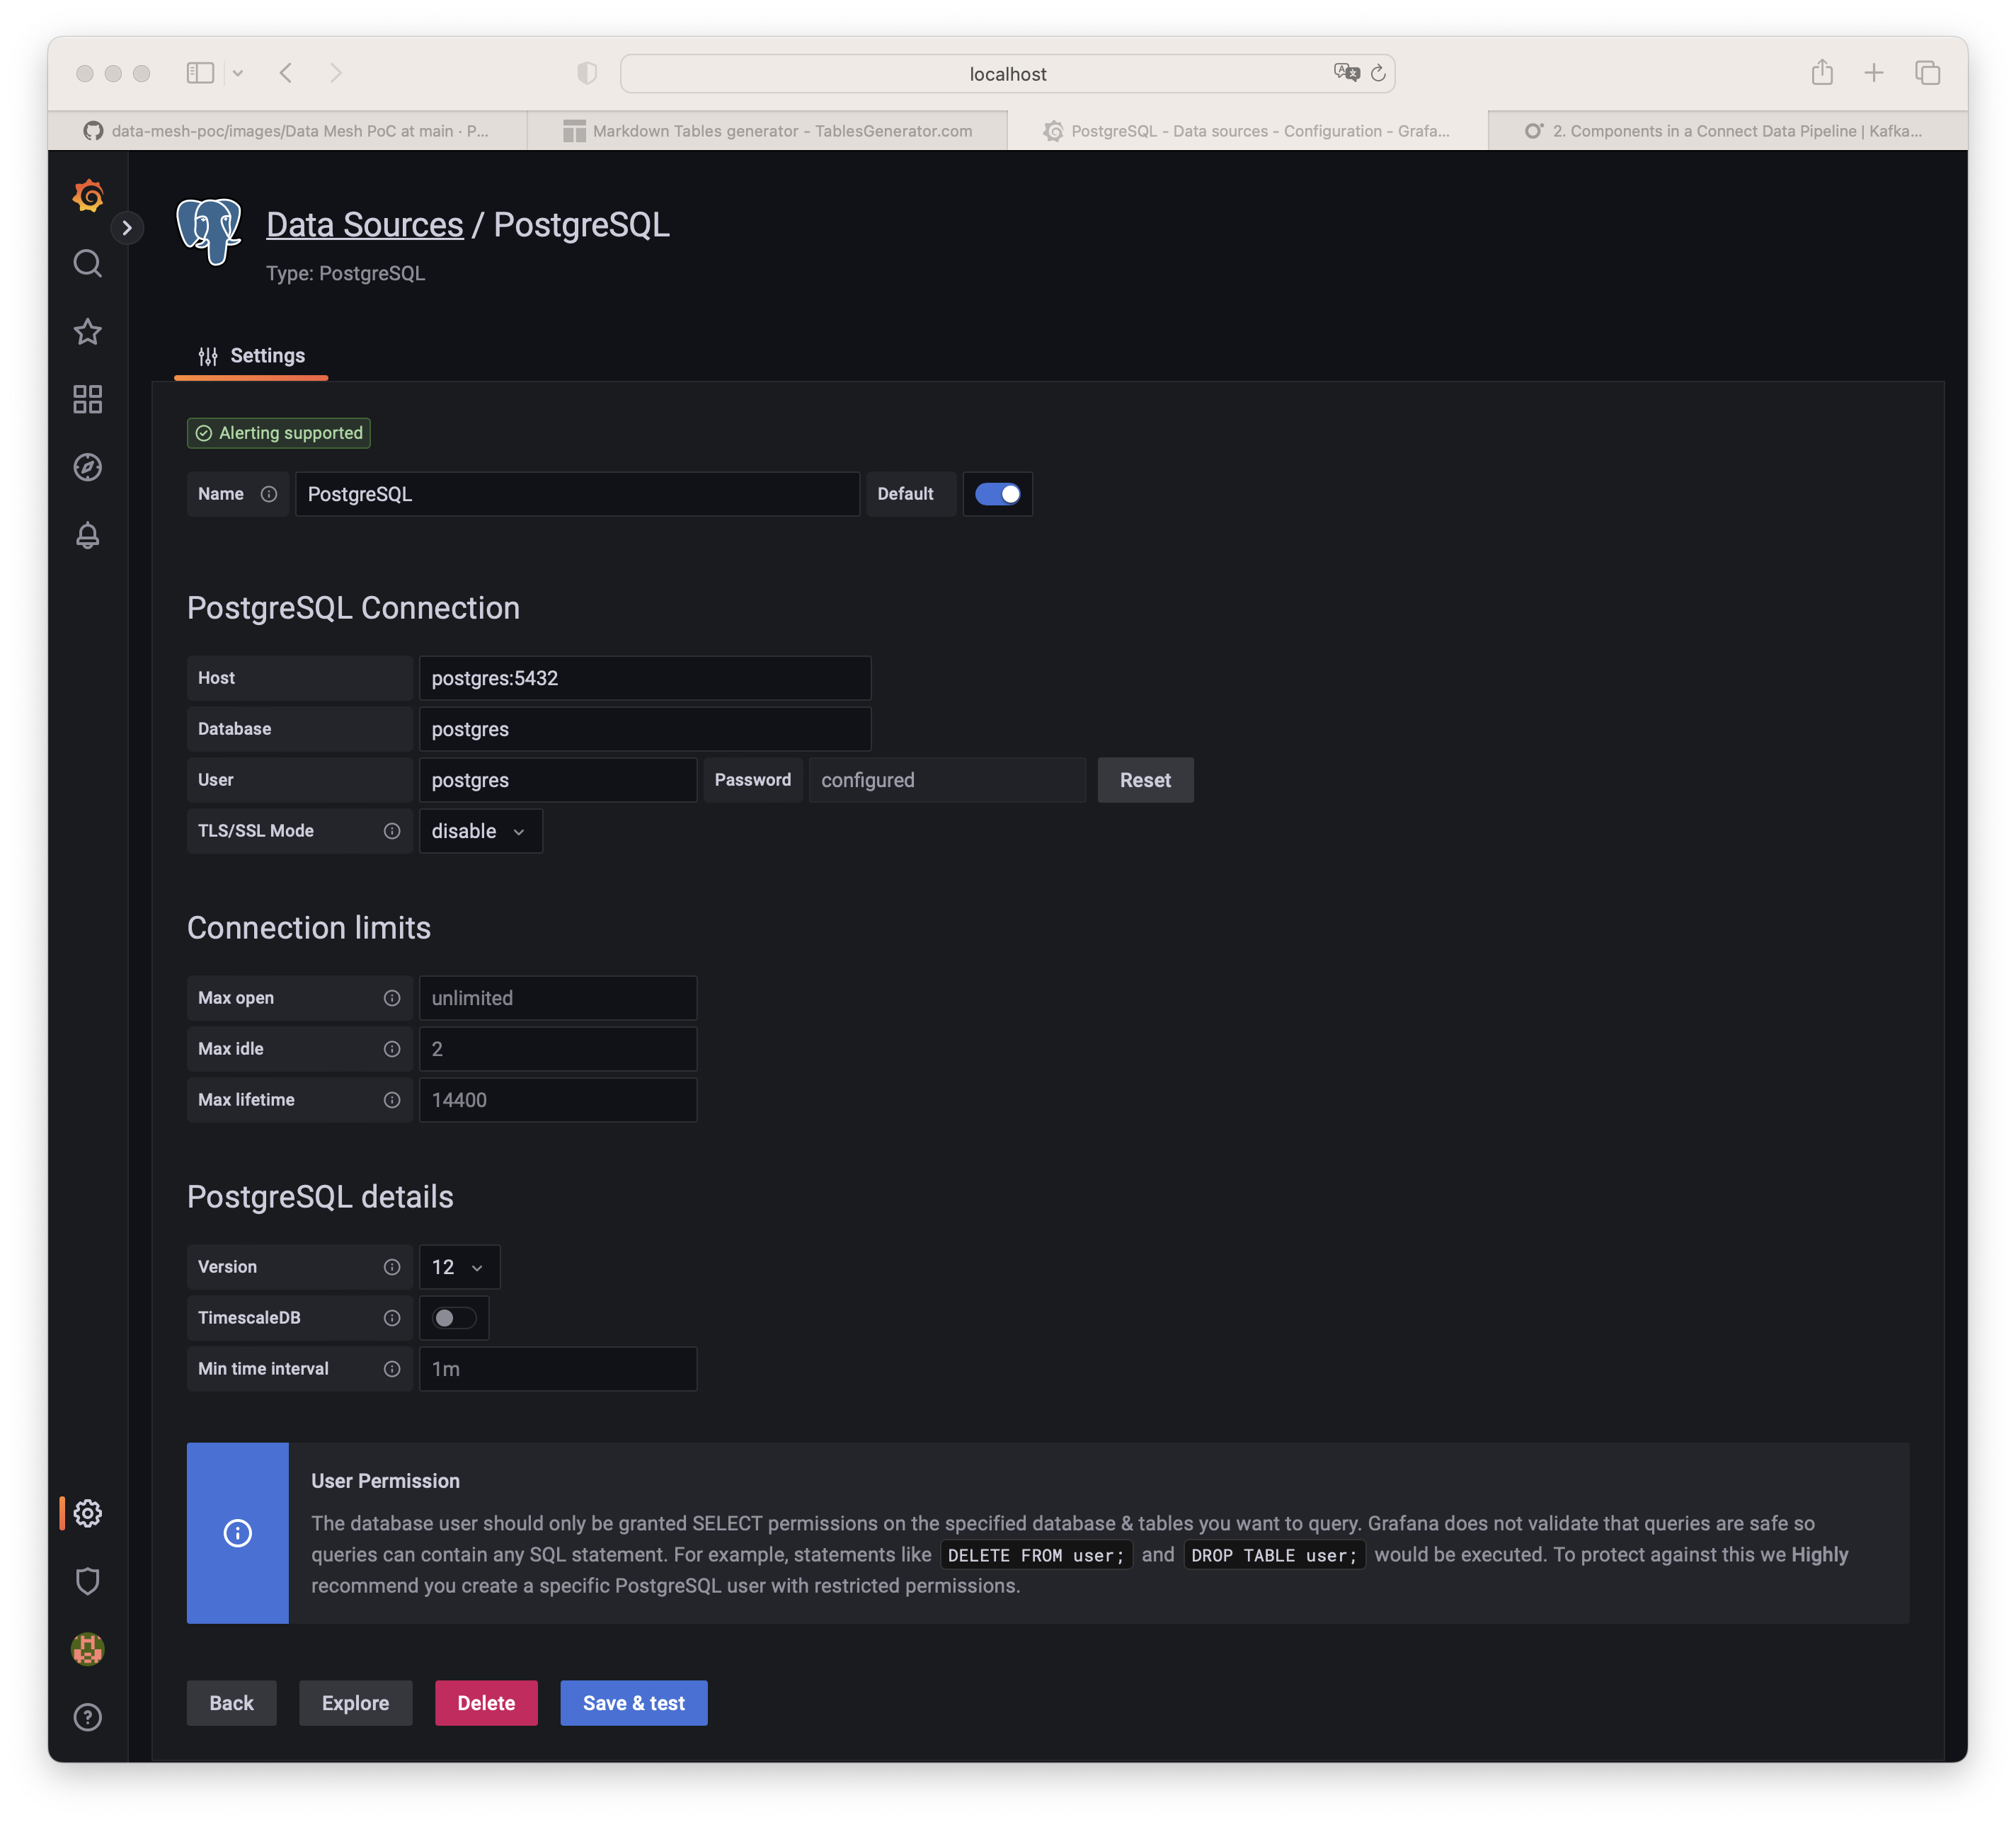 localhost
data-mesh-poc/images/Data Mesh PoC at main · P...
Markdown Tables generator - TablesGenerator.com
PostgreSQL - Data sources - Configuration - Grafa...
2. Components in a Connect Data Pipeline | Kafka...
Data Sources / PostgreSQL
Type: PostgreSQL
Settings
Alerting supported
Name PostgreSQL Default
PostgreSQL Connection
Host postgres:5432
Database postgres
User postgres Password configured Reset
TLS/SSL Mode disable
Connection limits
Max open unlimited
Max idle 2
Max lifetime 14400
PostgreSQL details
Version 12
TimescaleDB
Min time interval 1m
User Permission
The database user should only be granted SELECT permissions on the specified database & tables you want to query. Grafana does not validate that queries are safe so
queries can contain any SQL statement. For example, statements like DELETE FROM user; and DROP TABLE user; would be executed. To protect against this we Highly
recommend you create a specific PostgreSQL user with restricted permissions.
Back Explore Delete Save & test